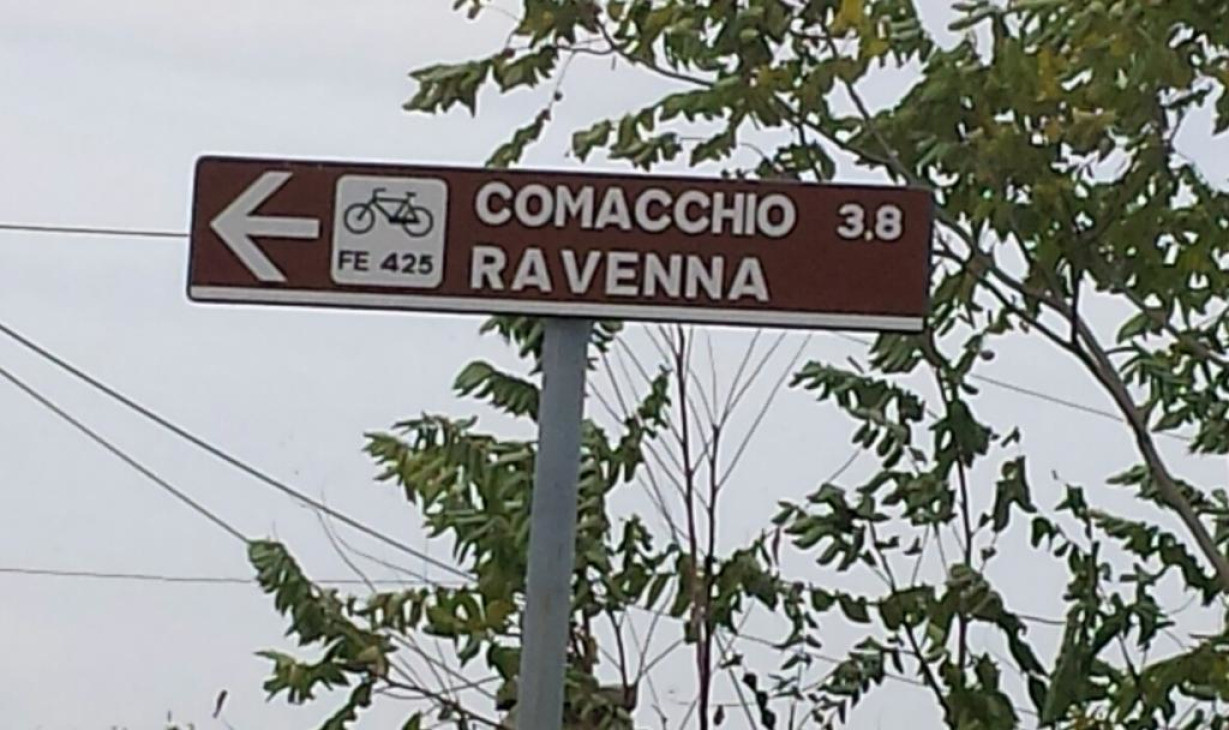 COMACCHIO 3,8
RAVENNA
FE 425